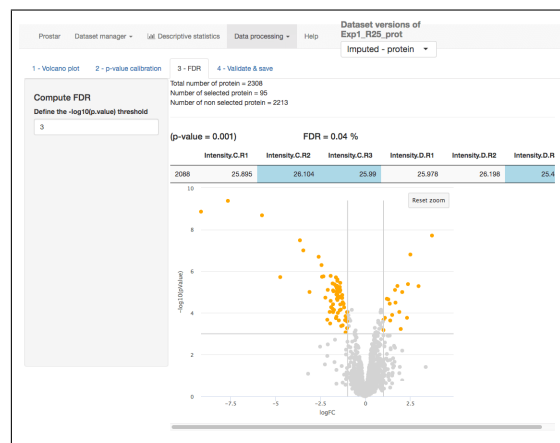 Prostar Dataset manager Descriptive statistics Data processing Help
Dataset versions of
Exp1_R25_prot
Imputed - protein
1 - Volcano plot 2 - p-value calibration 3 - FDR 4 - Validate & save
Compute FDR
Define the -log10(p.value) threshold
3
Total number of protein = 2308
Number of selected protein = 95
Number of non selected protein = 2213
(p-value = 0.001) FDR = 0.04 %
Intensity.C.R1 Intensity.C.R2 Intensity.C.R3 Intensity.D.R1 Intensity.D.R2 Intensity.D.R
2088 25.895 26.104 25.99 25.978 26.198 25.4
Reset zoom
10
8
6
4
2
0
-log10(pValue)
-7.5 -5 -2.5 0 2.5
logFC